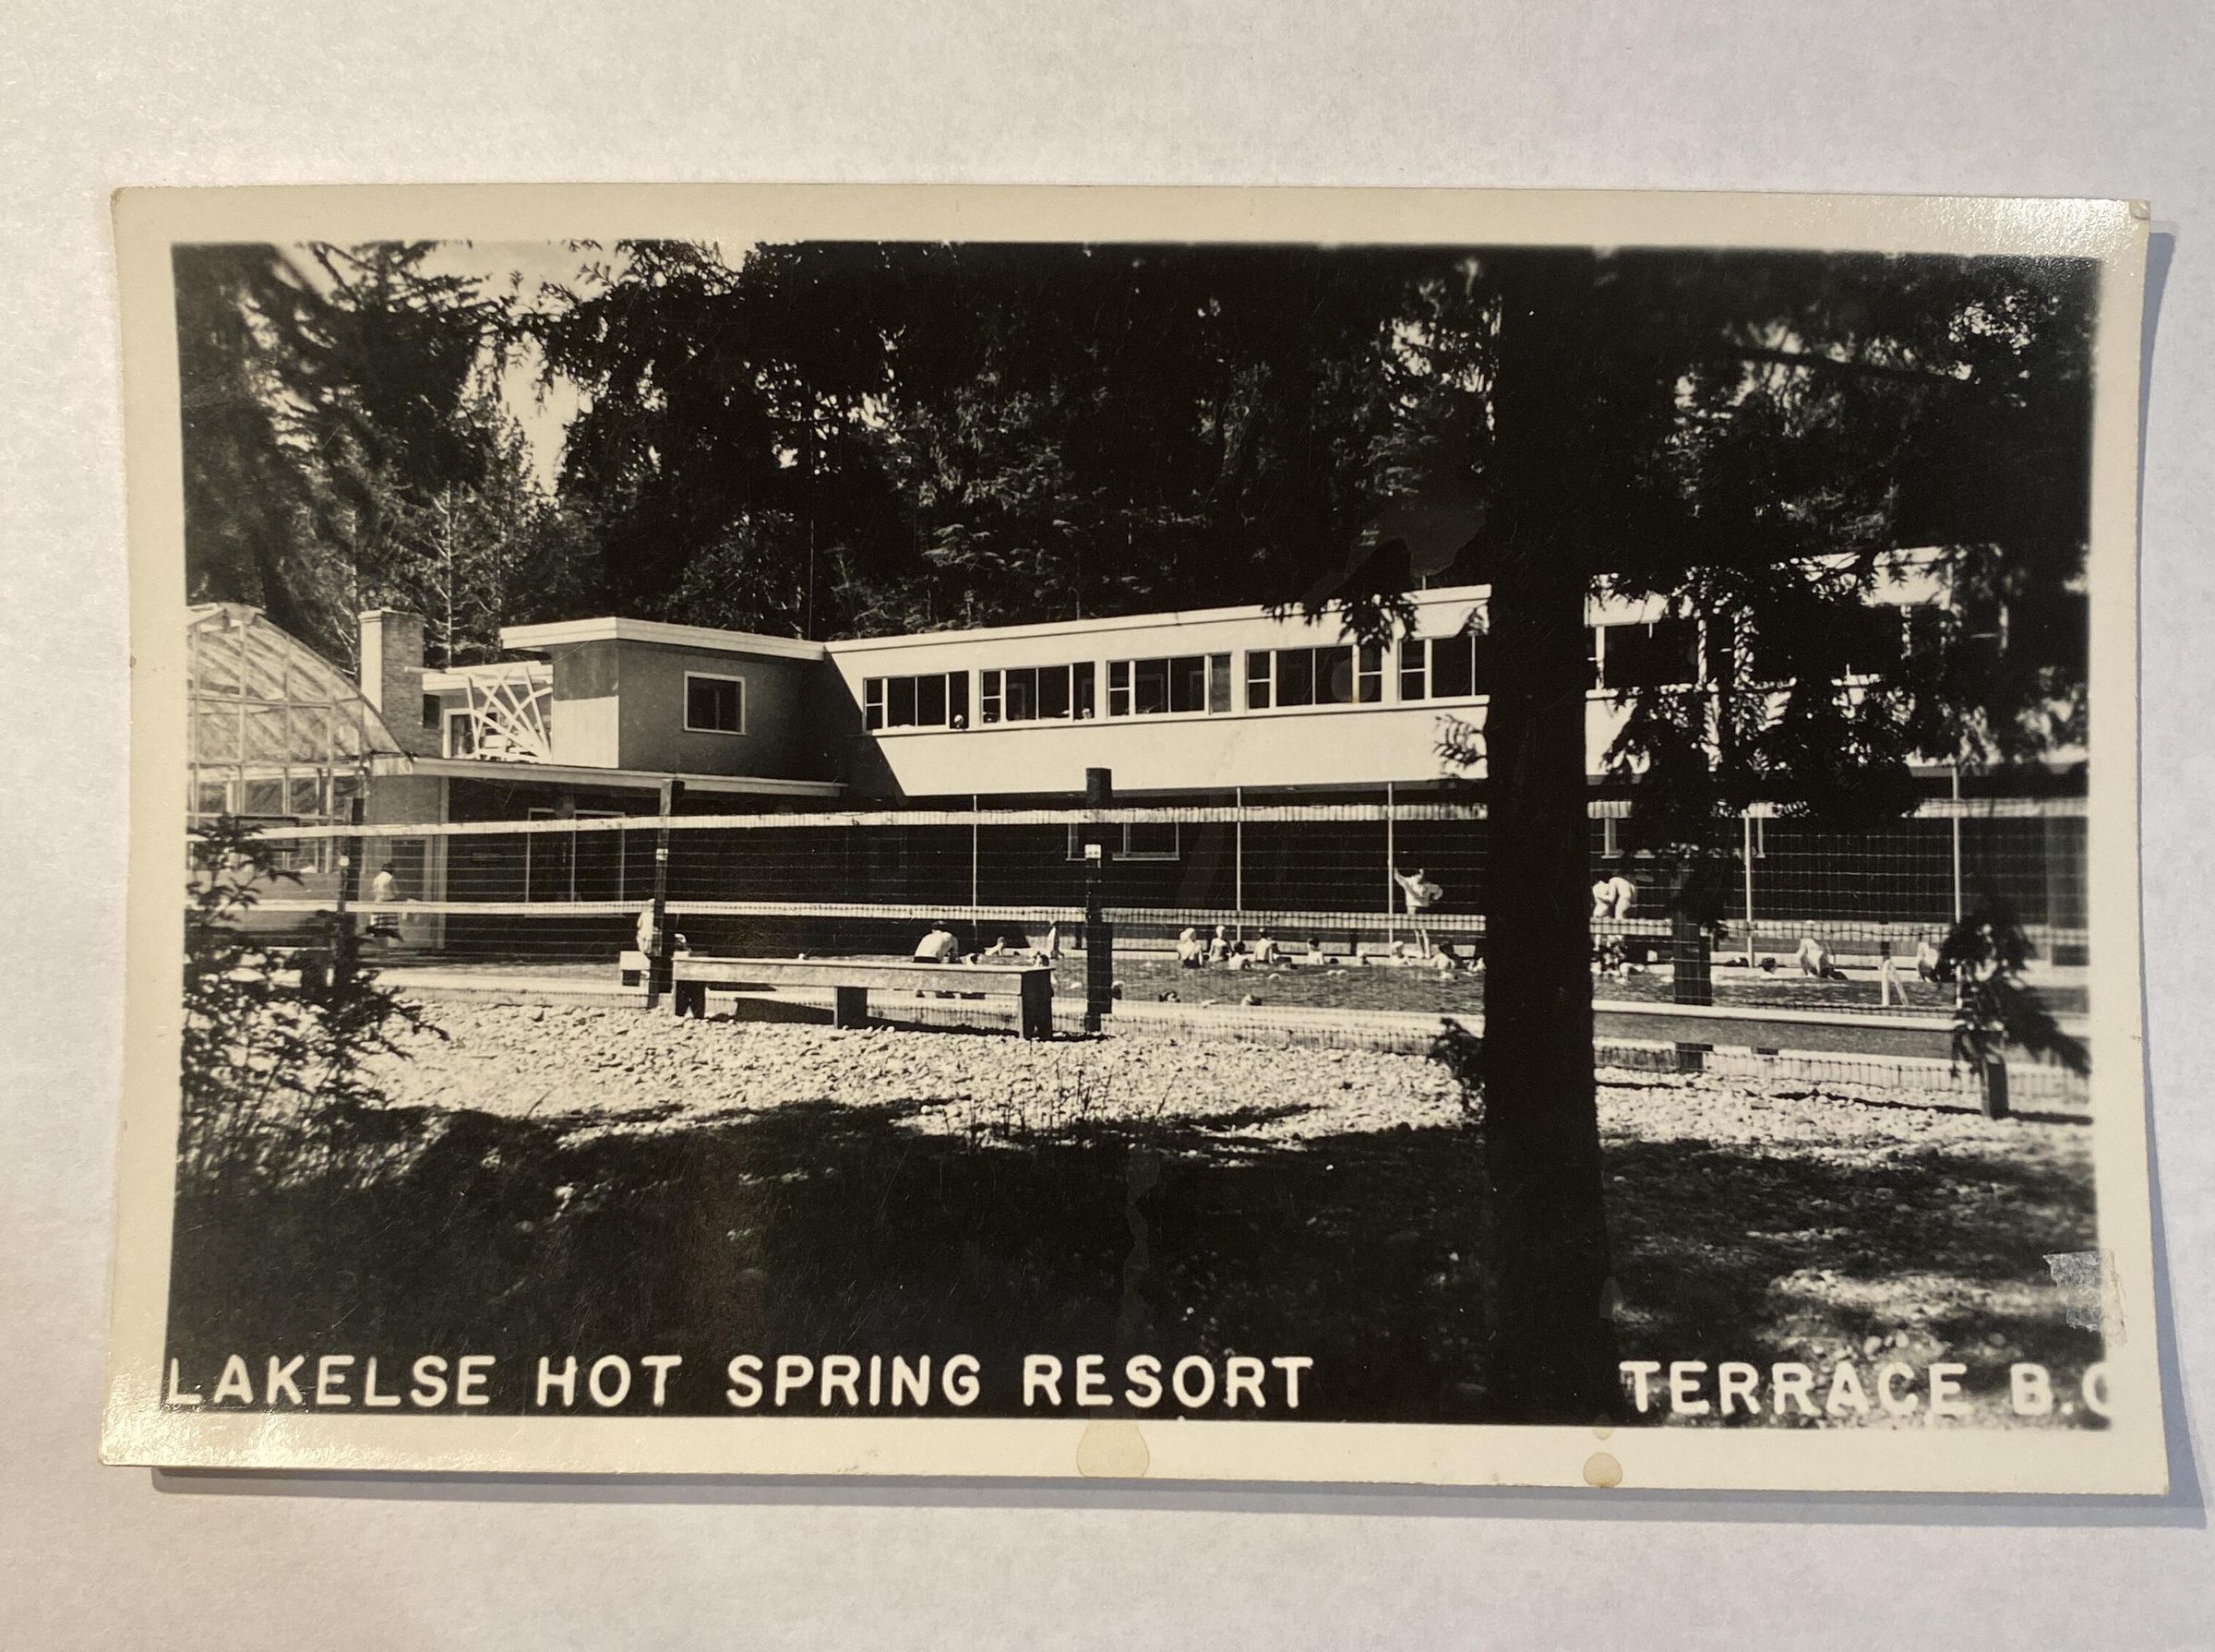 LAKELSE HOT SPRING RESORT TERRACE B.C